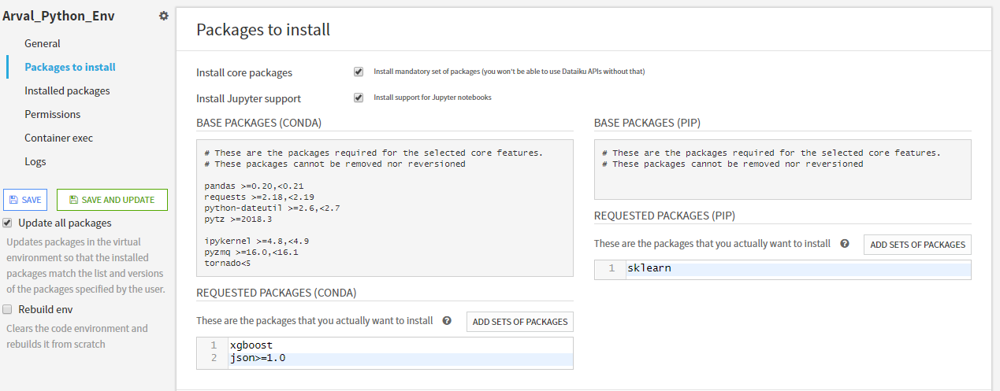 Arval_Python_Env
General
Packages to install
Installed packages
Permissions
Container exec
Logs
SAVE
SAVE AND UPDATE
Update all packages
Updates packages in the virtual
environment so that the installed
packages match the list and versions
of the packages specified by the user.
Rebuild env
Clears the code environment and
rebuilds it from scratch
Packages to install
Install core packages
Install mandatory set of packages (you won't be able to use Dataiku APIs without that)
Install Jupyter support
Install support for Jupyter notebooks
BASE PACKAGES (CONDA)
# These are the packages required for the selected core features.
# These packages cannot be removed nor reversioned
pandas >=0.20,<0.21
requests >=2.18,<2.19
python-dateutil >=2.6,<2.7
pytz >=2018.3
ipykernel >=4.8,<4.9
pyzmq >=16.0,<16.1
tornado<5
REQUESTED PACKAGES (CONDA)
These are the packages that you actually want to install ?
ADD SETS OF PACKAGES
1 xgboost
2 json>=1.0
BASE PACKAGES (PIP)
# These are the packages required for the selected core features.
# These packages cannot be removed nor reversioned
REQUESTED PACKAGES (PIP)
These are the packages that you actually want to install ?
ADD SETS OF PACKAGES
1 sklearn